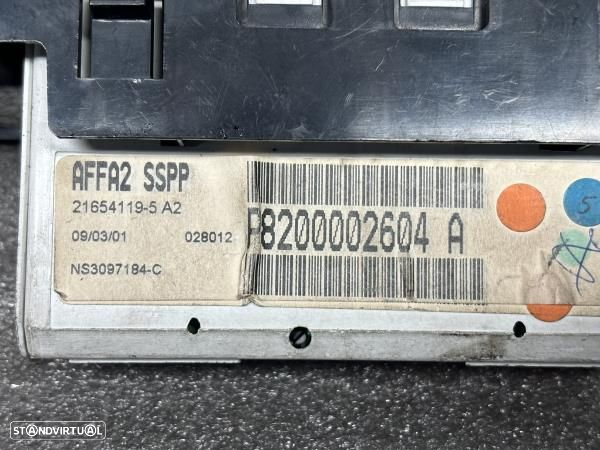 AFFA2 SSPP
21654119-5 A2
09/03/01 028012
NS3097184-C
P8200002604 A
5
STANDVIRTUAL